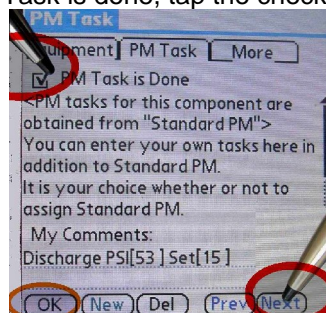 Task is done, tap the check
PM Task
PM Task More
PM Task is Done
<PM tasks for this component are
obtained from "Standard PM">
You can enter your own tasks here in
addition to Standard PM.
It is your choice whether or not to
assign Standard PM.
My Comments:
Discharge PSI[53 ] Set[15 ]
OK New Del Prev Next